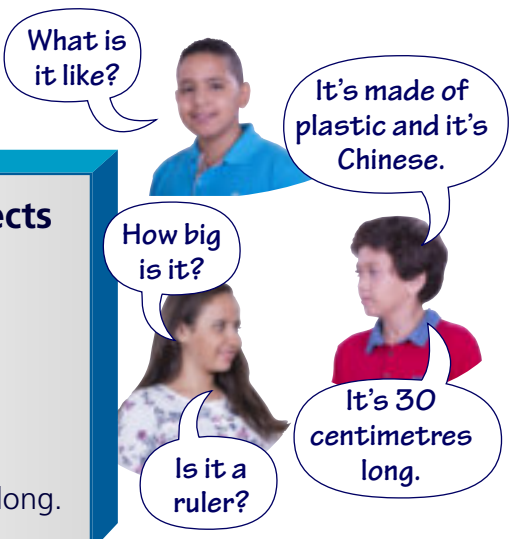 What is
it like?
It's made of
plastic and it's
Chinese.
ects
How big
is it?
It's 30
centimetres
long.
Is it a
ruler?
long.